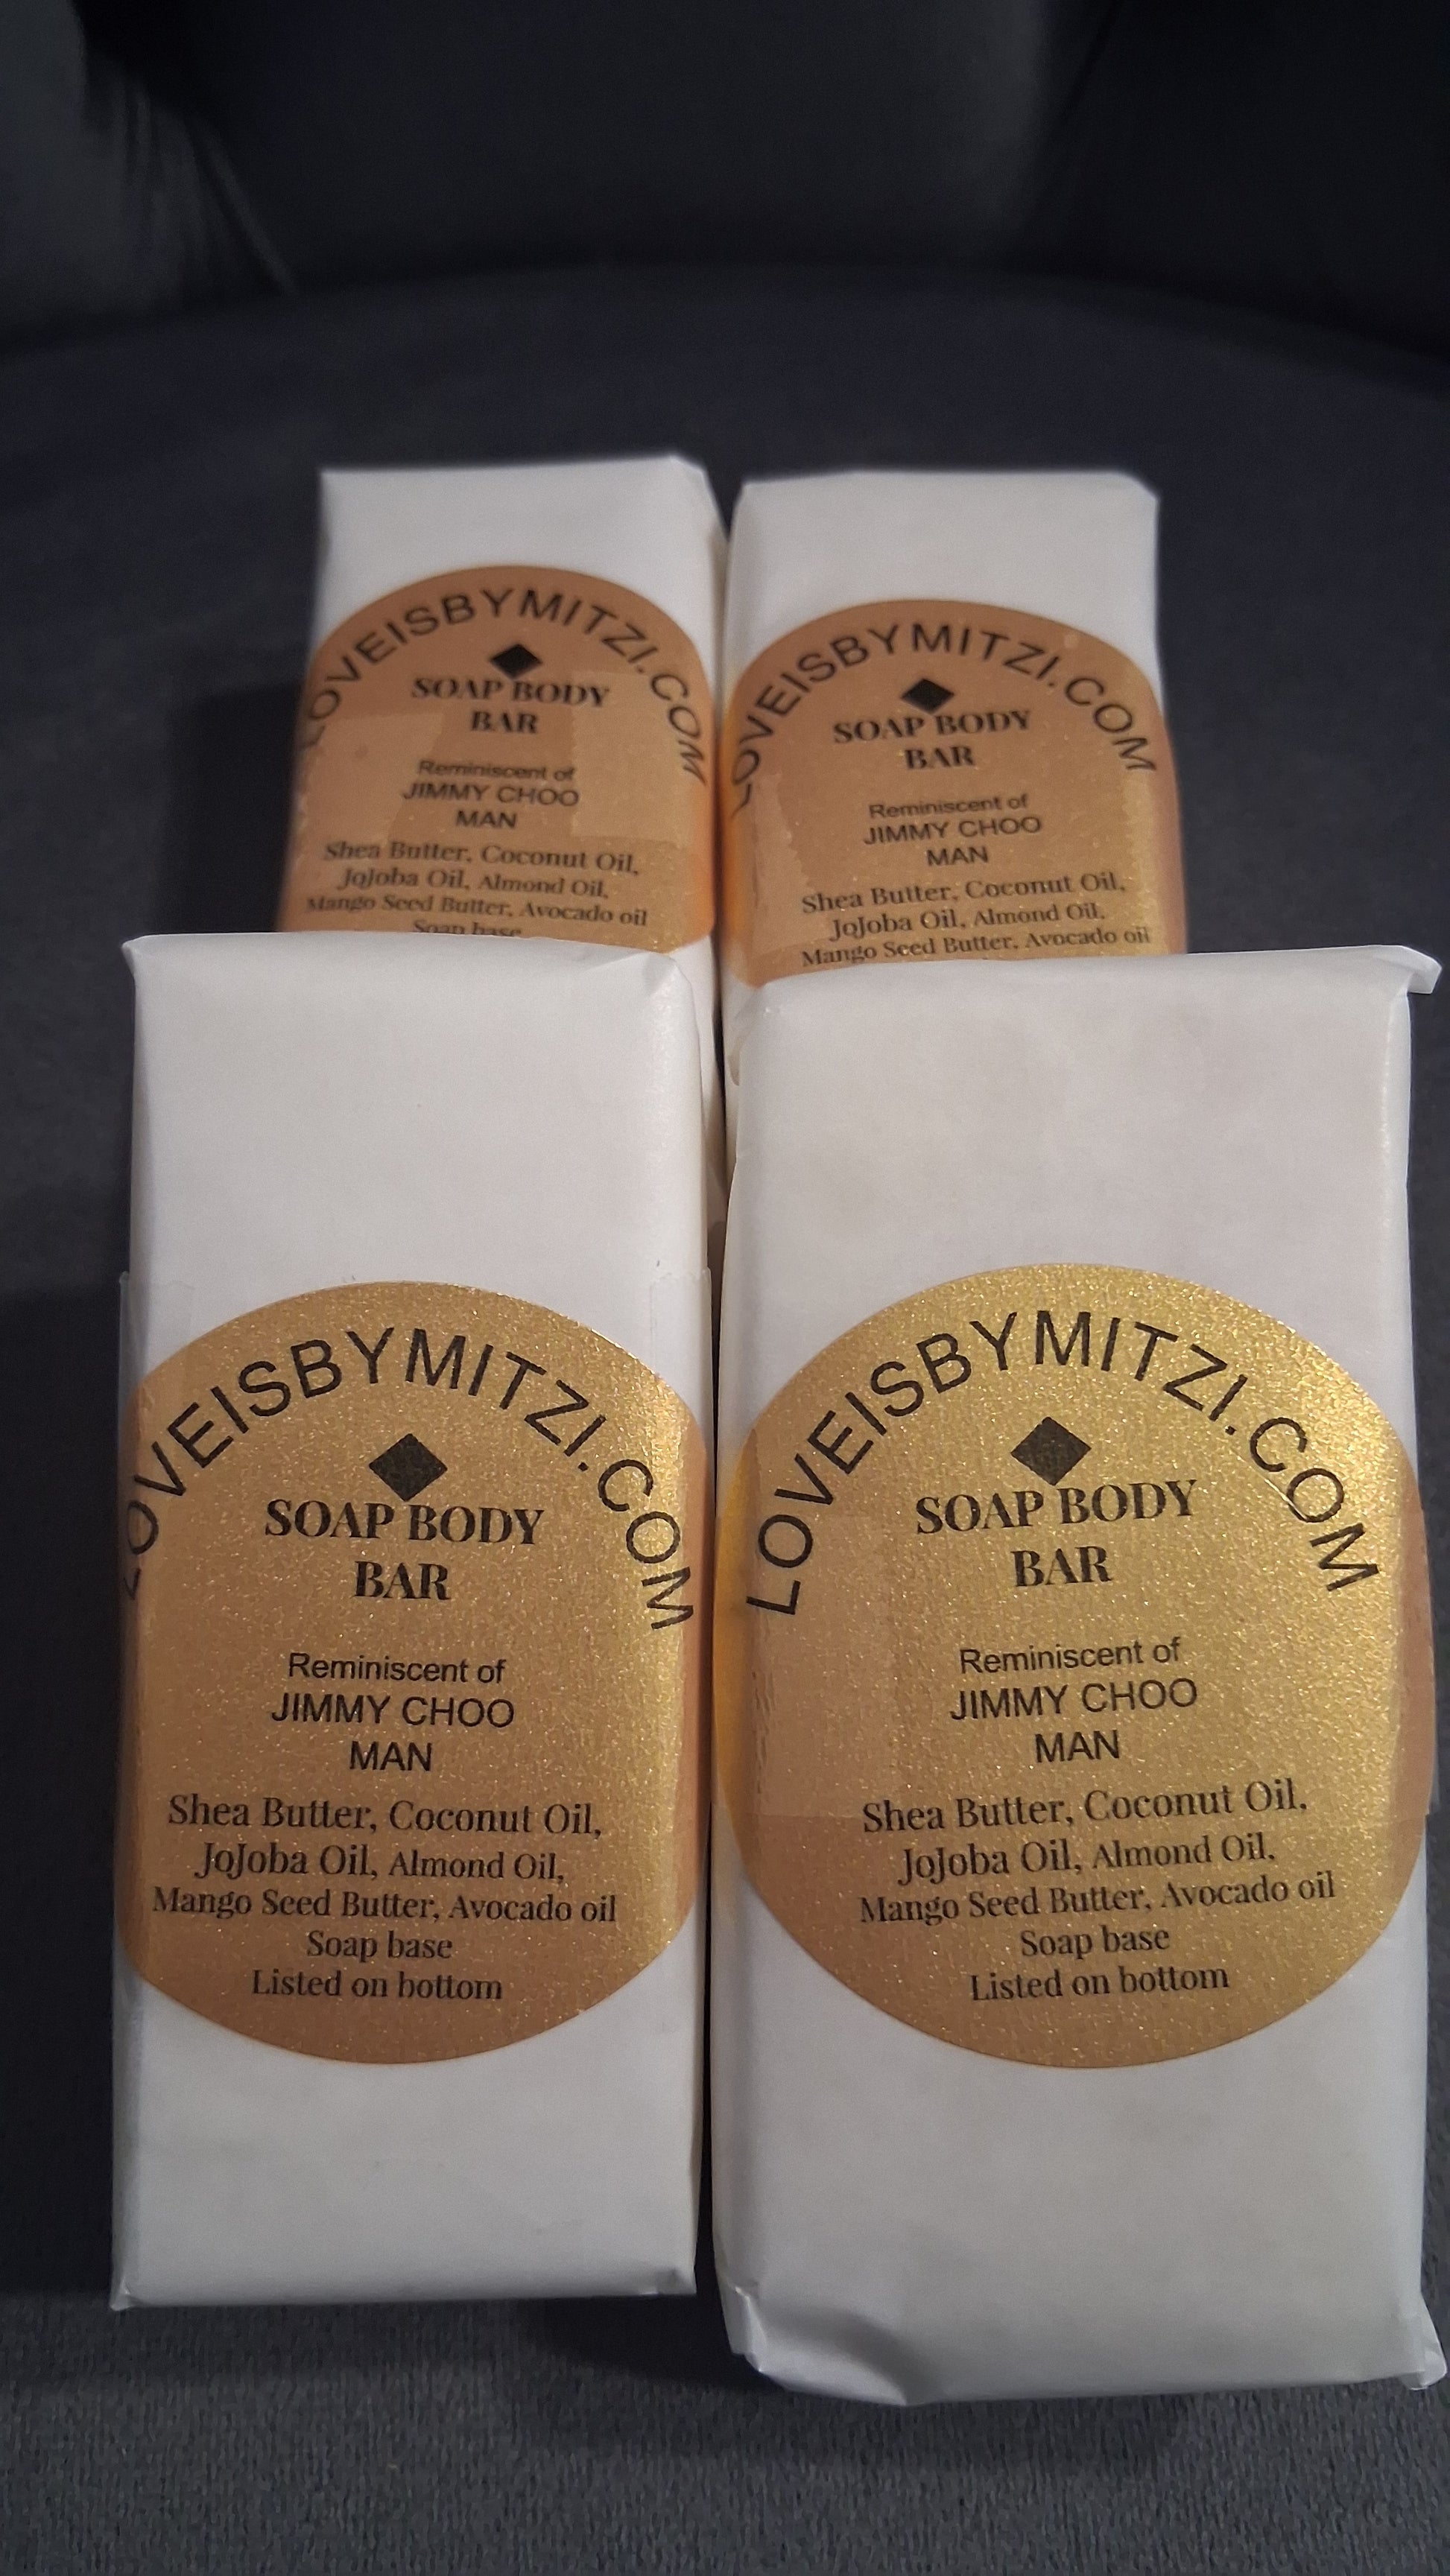 LOVEISBYMITZI.COM
SOAP BODY
BAR
Reminiscent of
JIMMY CHOO
MAN
Shea Butter, Coconut Oil,
JoJoba Oil, Almond Oil,
Mango Seed Butter, Avocado oil
Soap base
LOVEISBYMITZI.COM
SOAP BODY
BAR
Reminiscent of
JIMMY CHOO
MAN
Shea Butter, Coconut Oil,
JoJoba Oil, Almond Oil,
Mango Seed Butter, Avocado oil
LOVEISBYMITZI.COM
SOAP BODY
BAR
Reminiscent of
JIMMY CHOO
MAN
Shea Butter, Coconut Oil,
JoJoba Oil, Almond Oil,
Mango Seed Butter, Avocado oil
Soap base
Listed on bottom
LOVEISBYMITZI.COM
SOAP BODY
BAR
Reminiscent of
JIMMY CHOO
MAN
Shea Butter, Coconut Oil,
JoJoba Oil, Almond Oil,
Mango Seed Butter, Avocado oil
Soap base
Listed on bottom